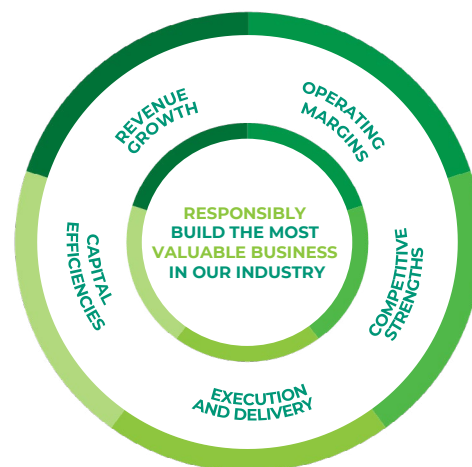 REVENUE
GROWTH
OPERATING
MARGINS
RESPONSIBLY
BUILD THE MOST
VALUABLE BUSINESS
IN OUR INDUSTRY
CAPITAL
EFFICIENCIES
COMPETITIVE
STRENGTHS
EXECUTION
AND DELIVERY